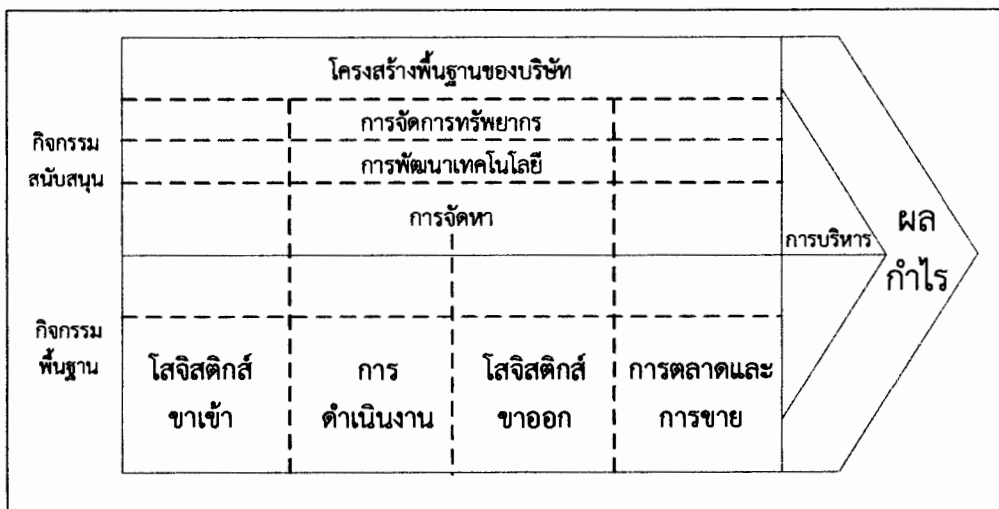 โครงสร้างพื้นฐานของบริษัท
การจัดการทรัพยากร
การพัฒนาเทคโนโลยี
การจัดหา
กิจกรรม
สนับสนุน
กิจกรรม
พื้นฐาน
โสจิสติกส์
ขาเข้า
การ
ดำเนินงาน
โสจิสติกส์
ขาออก
การตลาดและ
การขาย
การบริหาร
ผล
กำไร